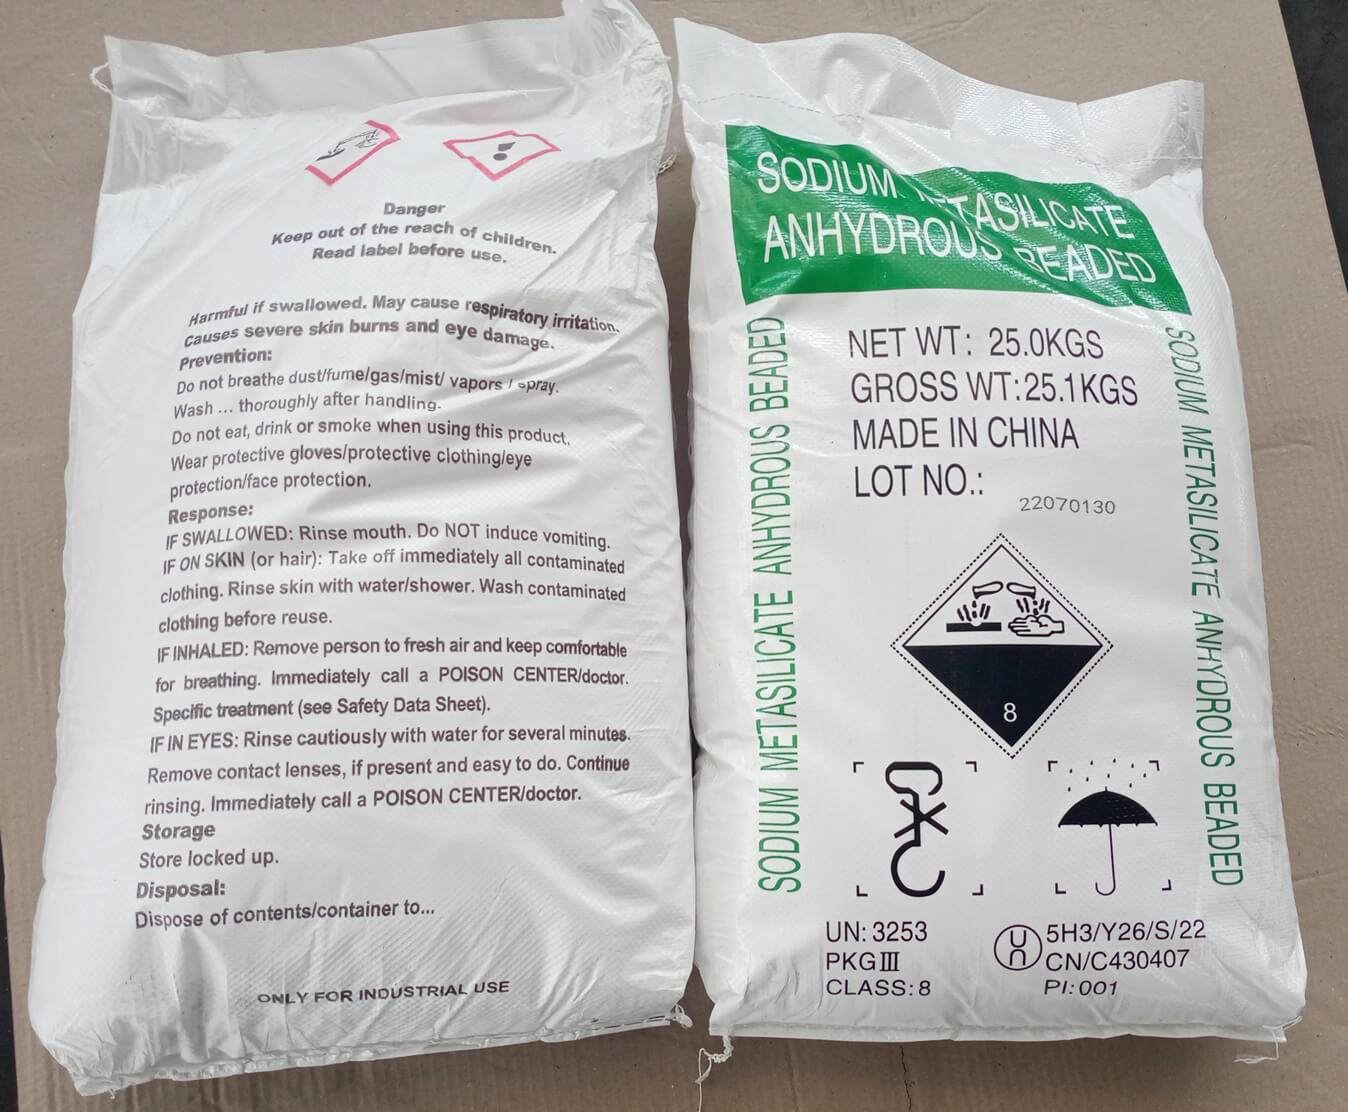 Danger
Keep out of the reach of children.
Read label before use.
Harmful if swallowed. May cause respiratory irritation.
Causes severe skin burns and eye damage.
Prevention:
Do not breathe dust/fume/gas/mist/ vapors / spray.
Wash ... thoroughly after handling.
Do not eat, drink or smoke when using this product.
Wear protective gloves/protective clothing/eye
protection/face protection.
Response:
IF SWALLOWED: Rinse mouth. Do NOT induce vomiting.
IF ON SKIN (or hair): Take off immediately all contaminated
clothing. Rinse skin with water/shower. Wash contaminated
clothing before reuse.
IF INHALED: Remove person to fresh air and keep comfortable
for breathing. Immediately call a POISON CENTER/doctor.
Specific treatment (see Safety Data Sheet).
IF IN EYES: Rinse cautiously with water for several minutes.
Remove contact lenses, if present and easy to do. Continue
rinsing. Immediately call a POISON CENTER/doctor.
Storage
Store locked up.
Disposal:
Dispose of contents/container to...
ONLY FOR INDUSTRIAL USE
SODIUM METASILICATE
ANHYDROUS BEADED
SODIUM METASILICATE ANHYDROUS BEADED
NET WT: 25.0KGS
GROSS WT:25.1KGS
MADE IN CHINA
LOT NO.:
22070130
8
SODIUM METASILICATE ANHYDROUS BEADED
UN: 3253
PKG III
CLASS: 8
un
5H3/Y26/S/22
CN/C430407
PI:001